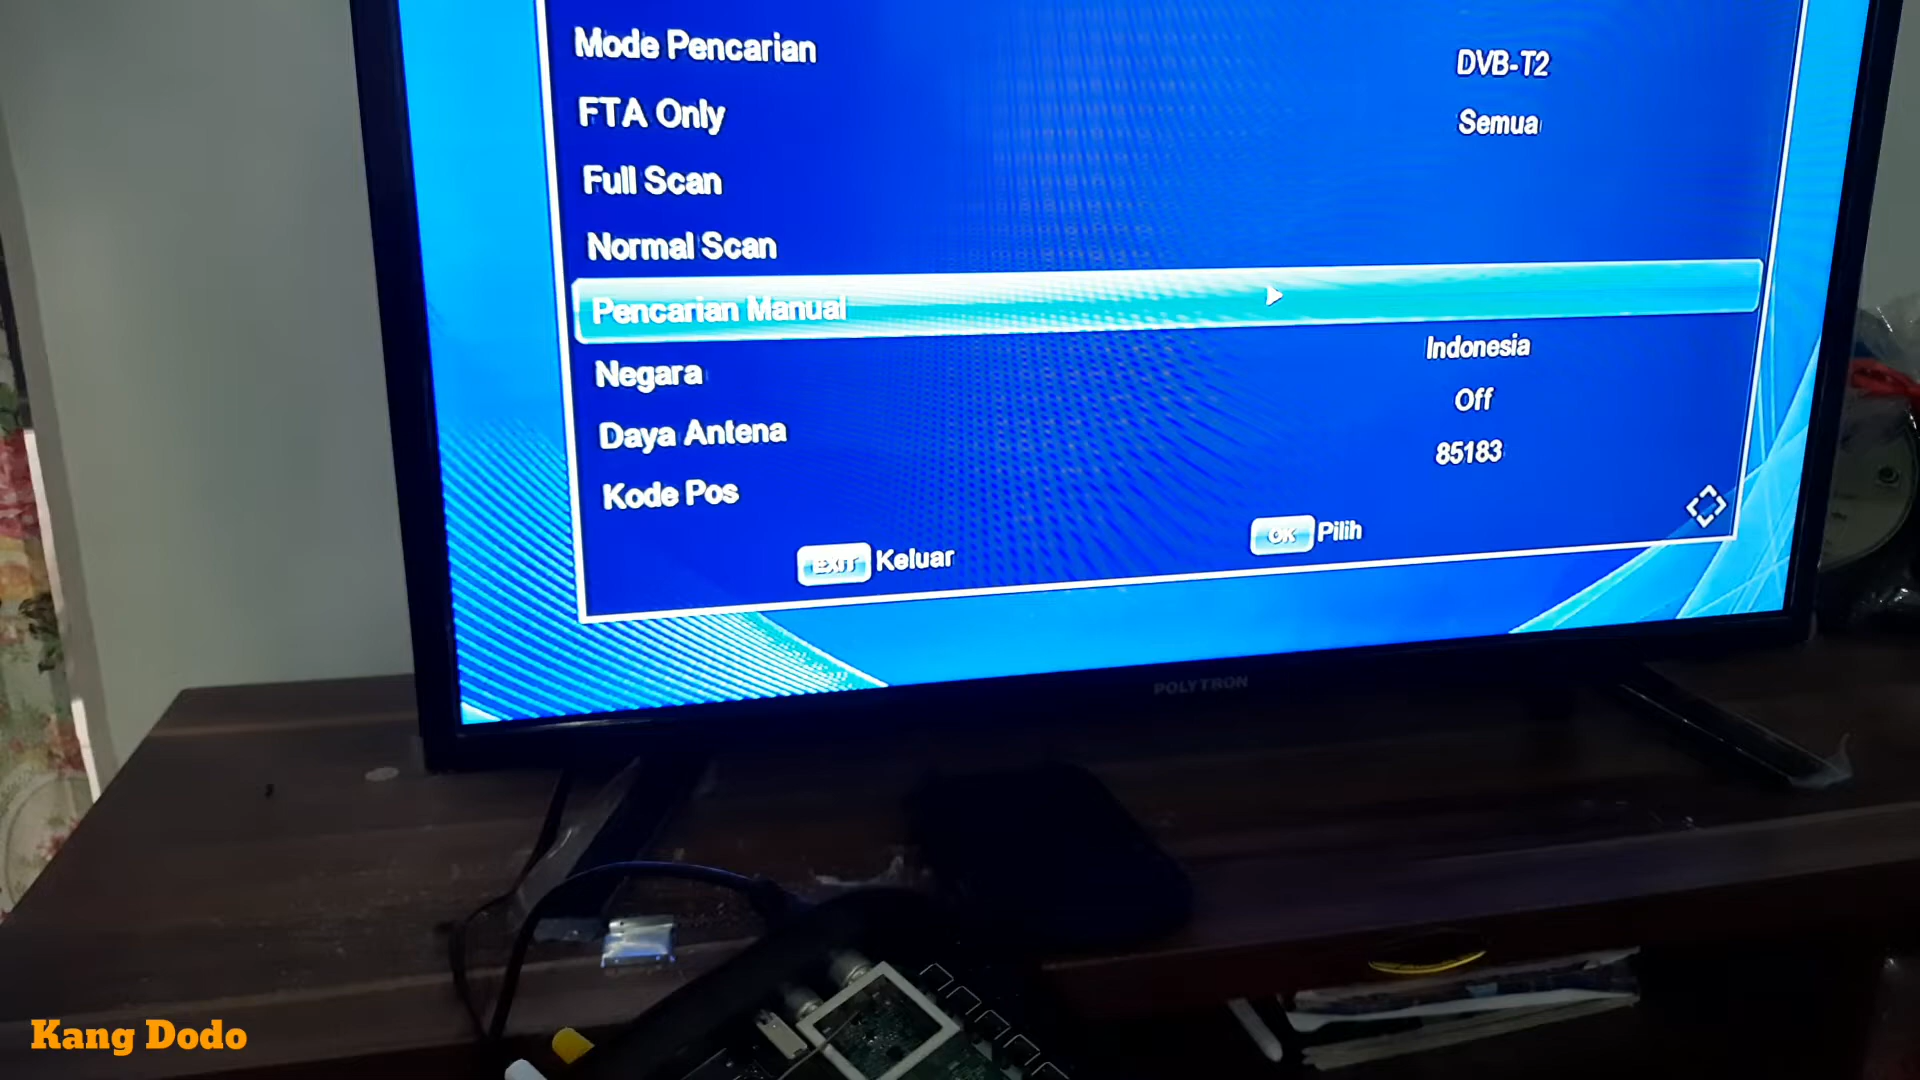 Mode Pencarian DVB-T2
FTA Only Semua
Full Scan
Normal Scan
Pencarian Manual
Negara Indonesia
Daya Antena Off
Kode Pos 85183
EXIT Keluar OK Pilih
POLYTRON
Kang Dodo